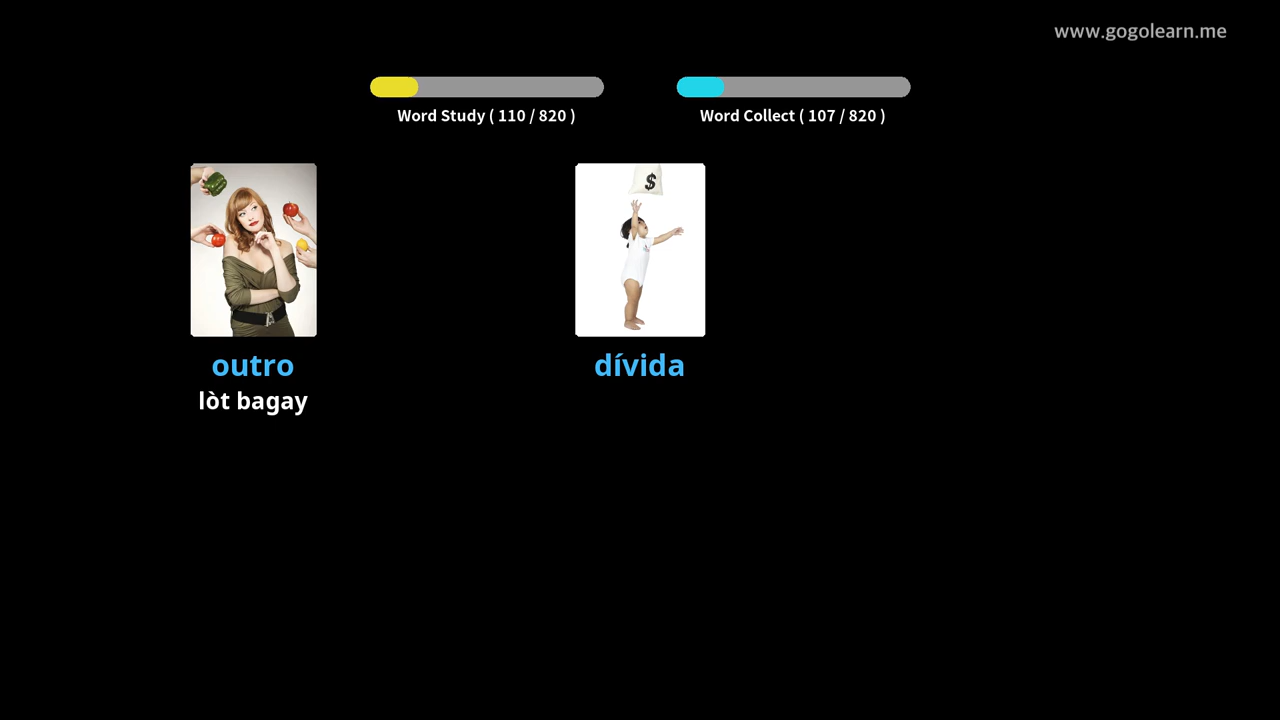 www.gogolearn.me
Word Study ( 110 / 820 )
Word Collect ( 107 / 820 )
$
outro
dívida
lòt bagay